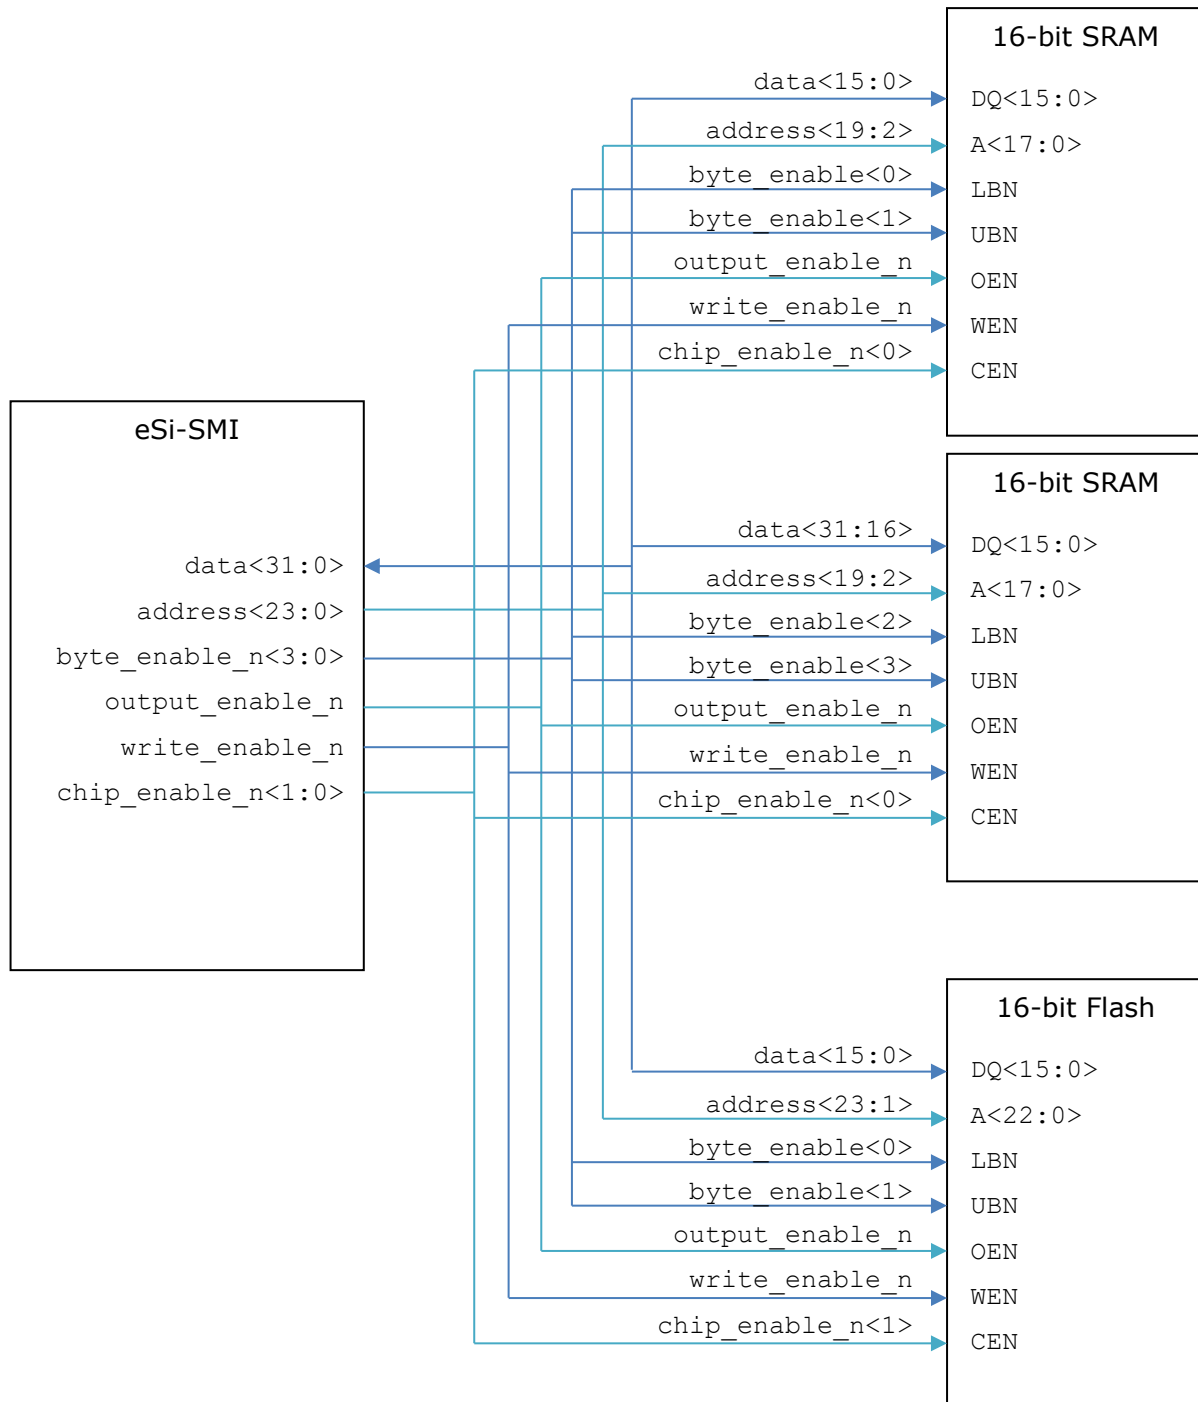 16-bit SRAM
data<15:0>
DQ<15:0>
address<19:2>
A<17:0>
byte_enable<0>
LBN
byte_enable<1>
UBN
output_enable_n
OEN
write_enable_n
WEN
chip_enable_n<0>
CEN
eSi-SMI
data<31:0>
address<23:0>
byte_enable_n<3:0>
output_enable_n
write_enable_n
chip_enable_n<1:0>
16-bit SRAM
data<31:16>
DQ<15:0>
address<19:2>
A<17:0>
byte_enable<2>
LBN
byte_enable<3>
UBN
output_enable_n
OEN
write_enable_n
WEN
chip_enable_n<0>
CEN
16-bit Flash
data<15:0>
DQ<15:0>
address<23:1>
A<22:0>
byte_enable<0>
LBN
byte_enable<1>
UBN
output_enable_n
OEN
write_enable_n
WEN
chip_enable_n<1>
CEN